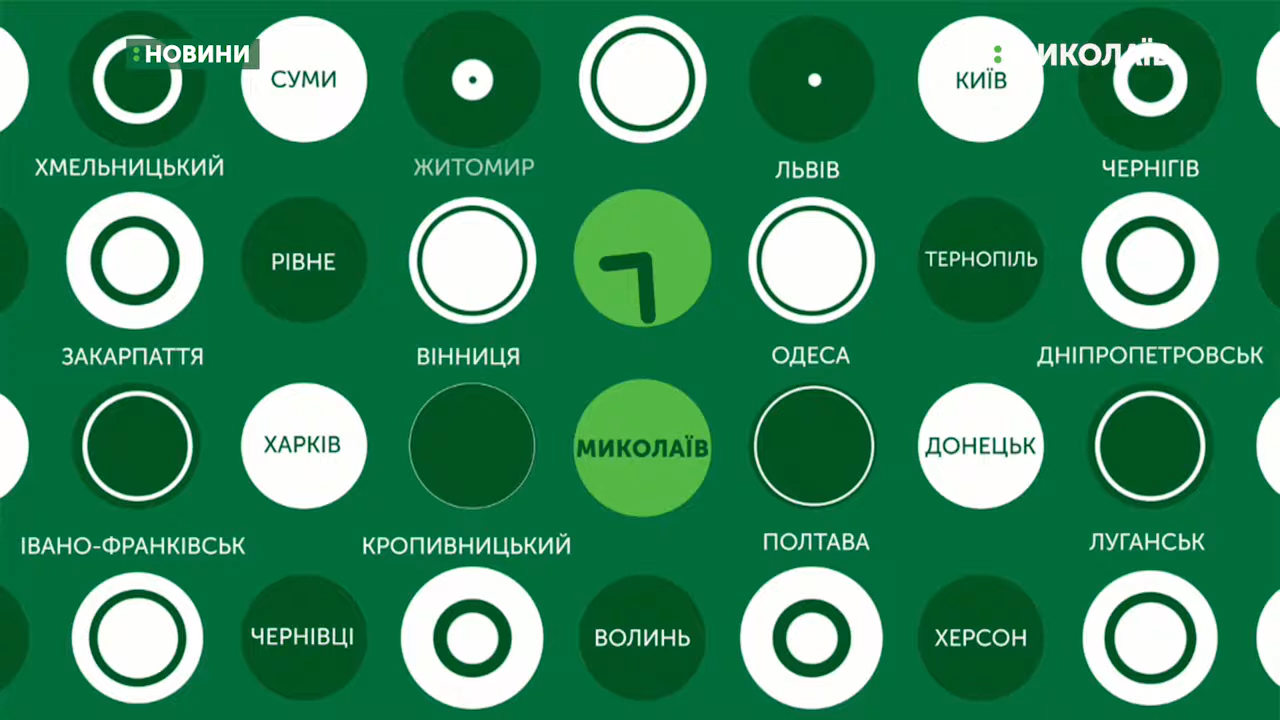 НОВИНИ
МИКОЛАЇВ
СУМИ
КИЇВ
ХМЕЛЬНИЦЬКИЙ
ЖИТОМИР
ЛЬВІВ
ЧЕРНІГІВ
РІВНЕ
ТЕРНОПІЛЬ
ЗАКАРПАТТЯ
ВІННИЦЯ
ОДЕСА
ДНІПРОПЕТРОВСЬК
ХАРКІВ
МИКОЛАЇВ
ДОНЕЦЬК
ІВАНО-ФРАНКІВСЬК
КРОПИВНИЦЬКИЙ
ПОЛТАВА
ЛУГАНСЬК
ЧЕРНІВЦІ
ВОЛИНЬ
ХЕРСОН